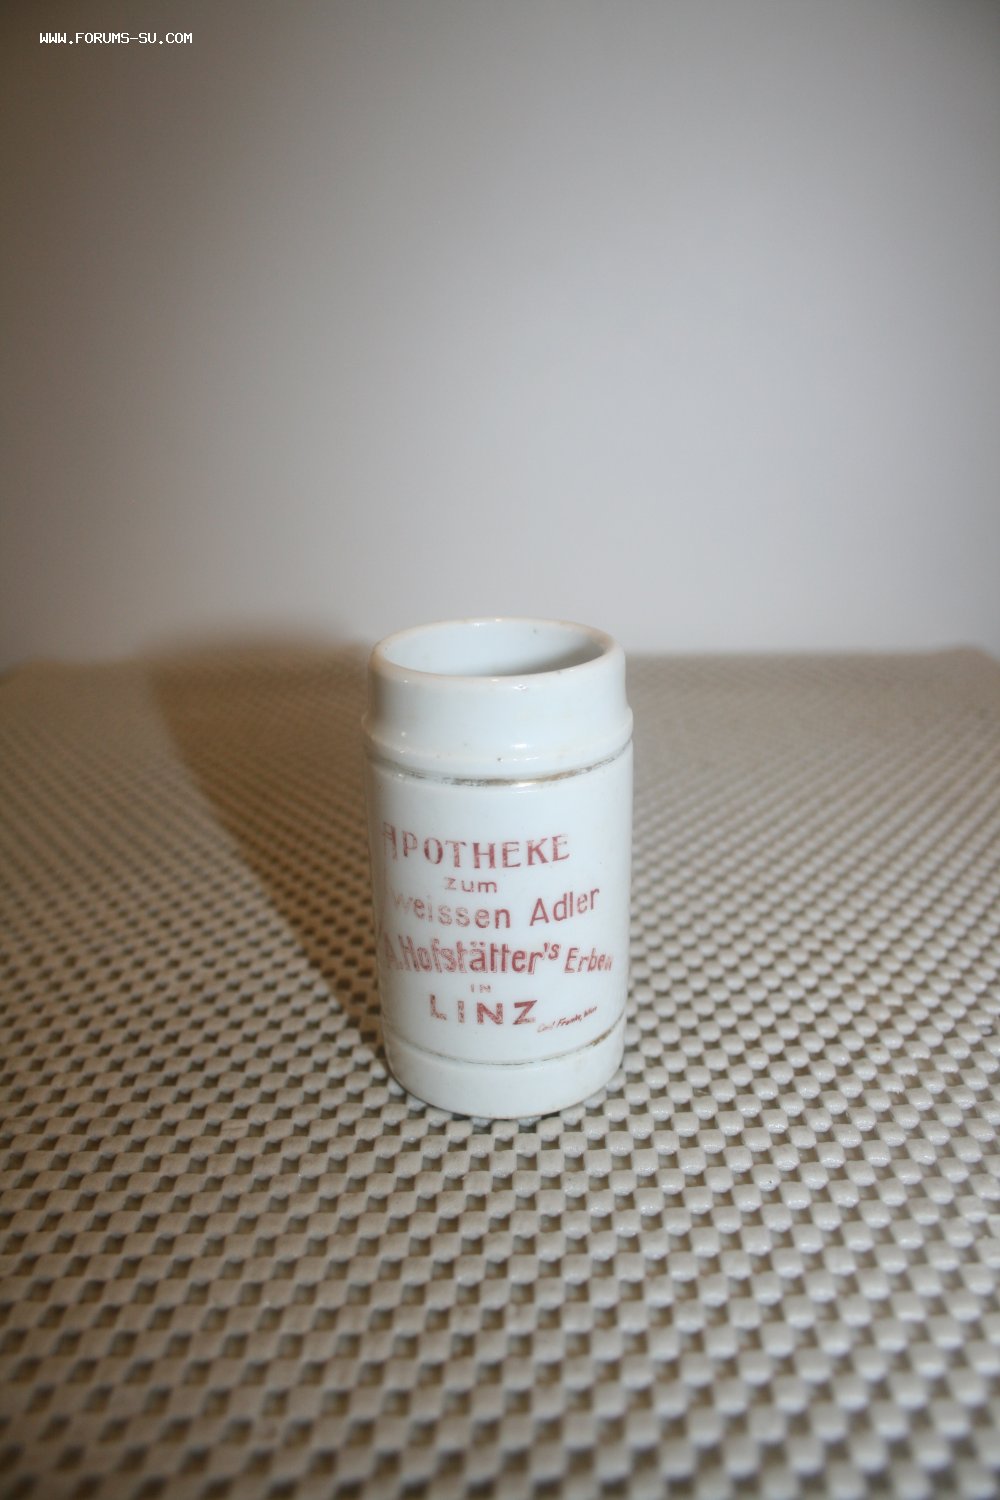 WWW.FORUMS-SU.COM
APOTHEKE
zum
weissen Adler
A. Hofstätter's Erben
IN
LINZ